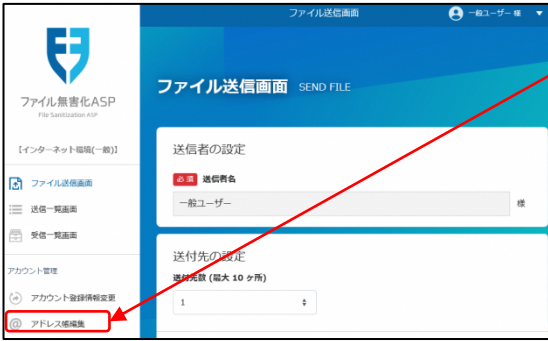 ファイル送信画面
一般ユーザー 様
ファイル無害化ASP
File Sanitization ASP
【インターネット環境(一般)】
ファイル送信画面
送信一覧画面
受信一覧画面
アカウント管理
アカウント登録情報変更
アドレス帳編集
ファイル送信画面 SEND FILE
送信者の設定
必須 送信者名
一般ユーザー 様
送付先の設定
送付先数 (最大 10 ヶ所)
1